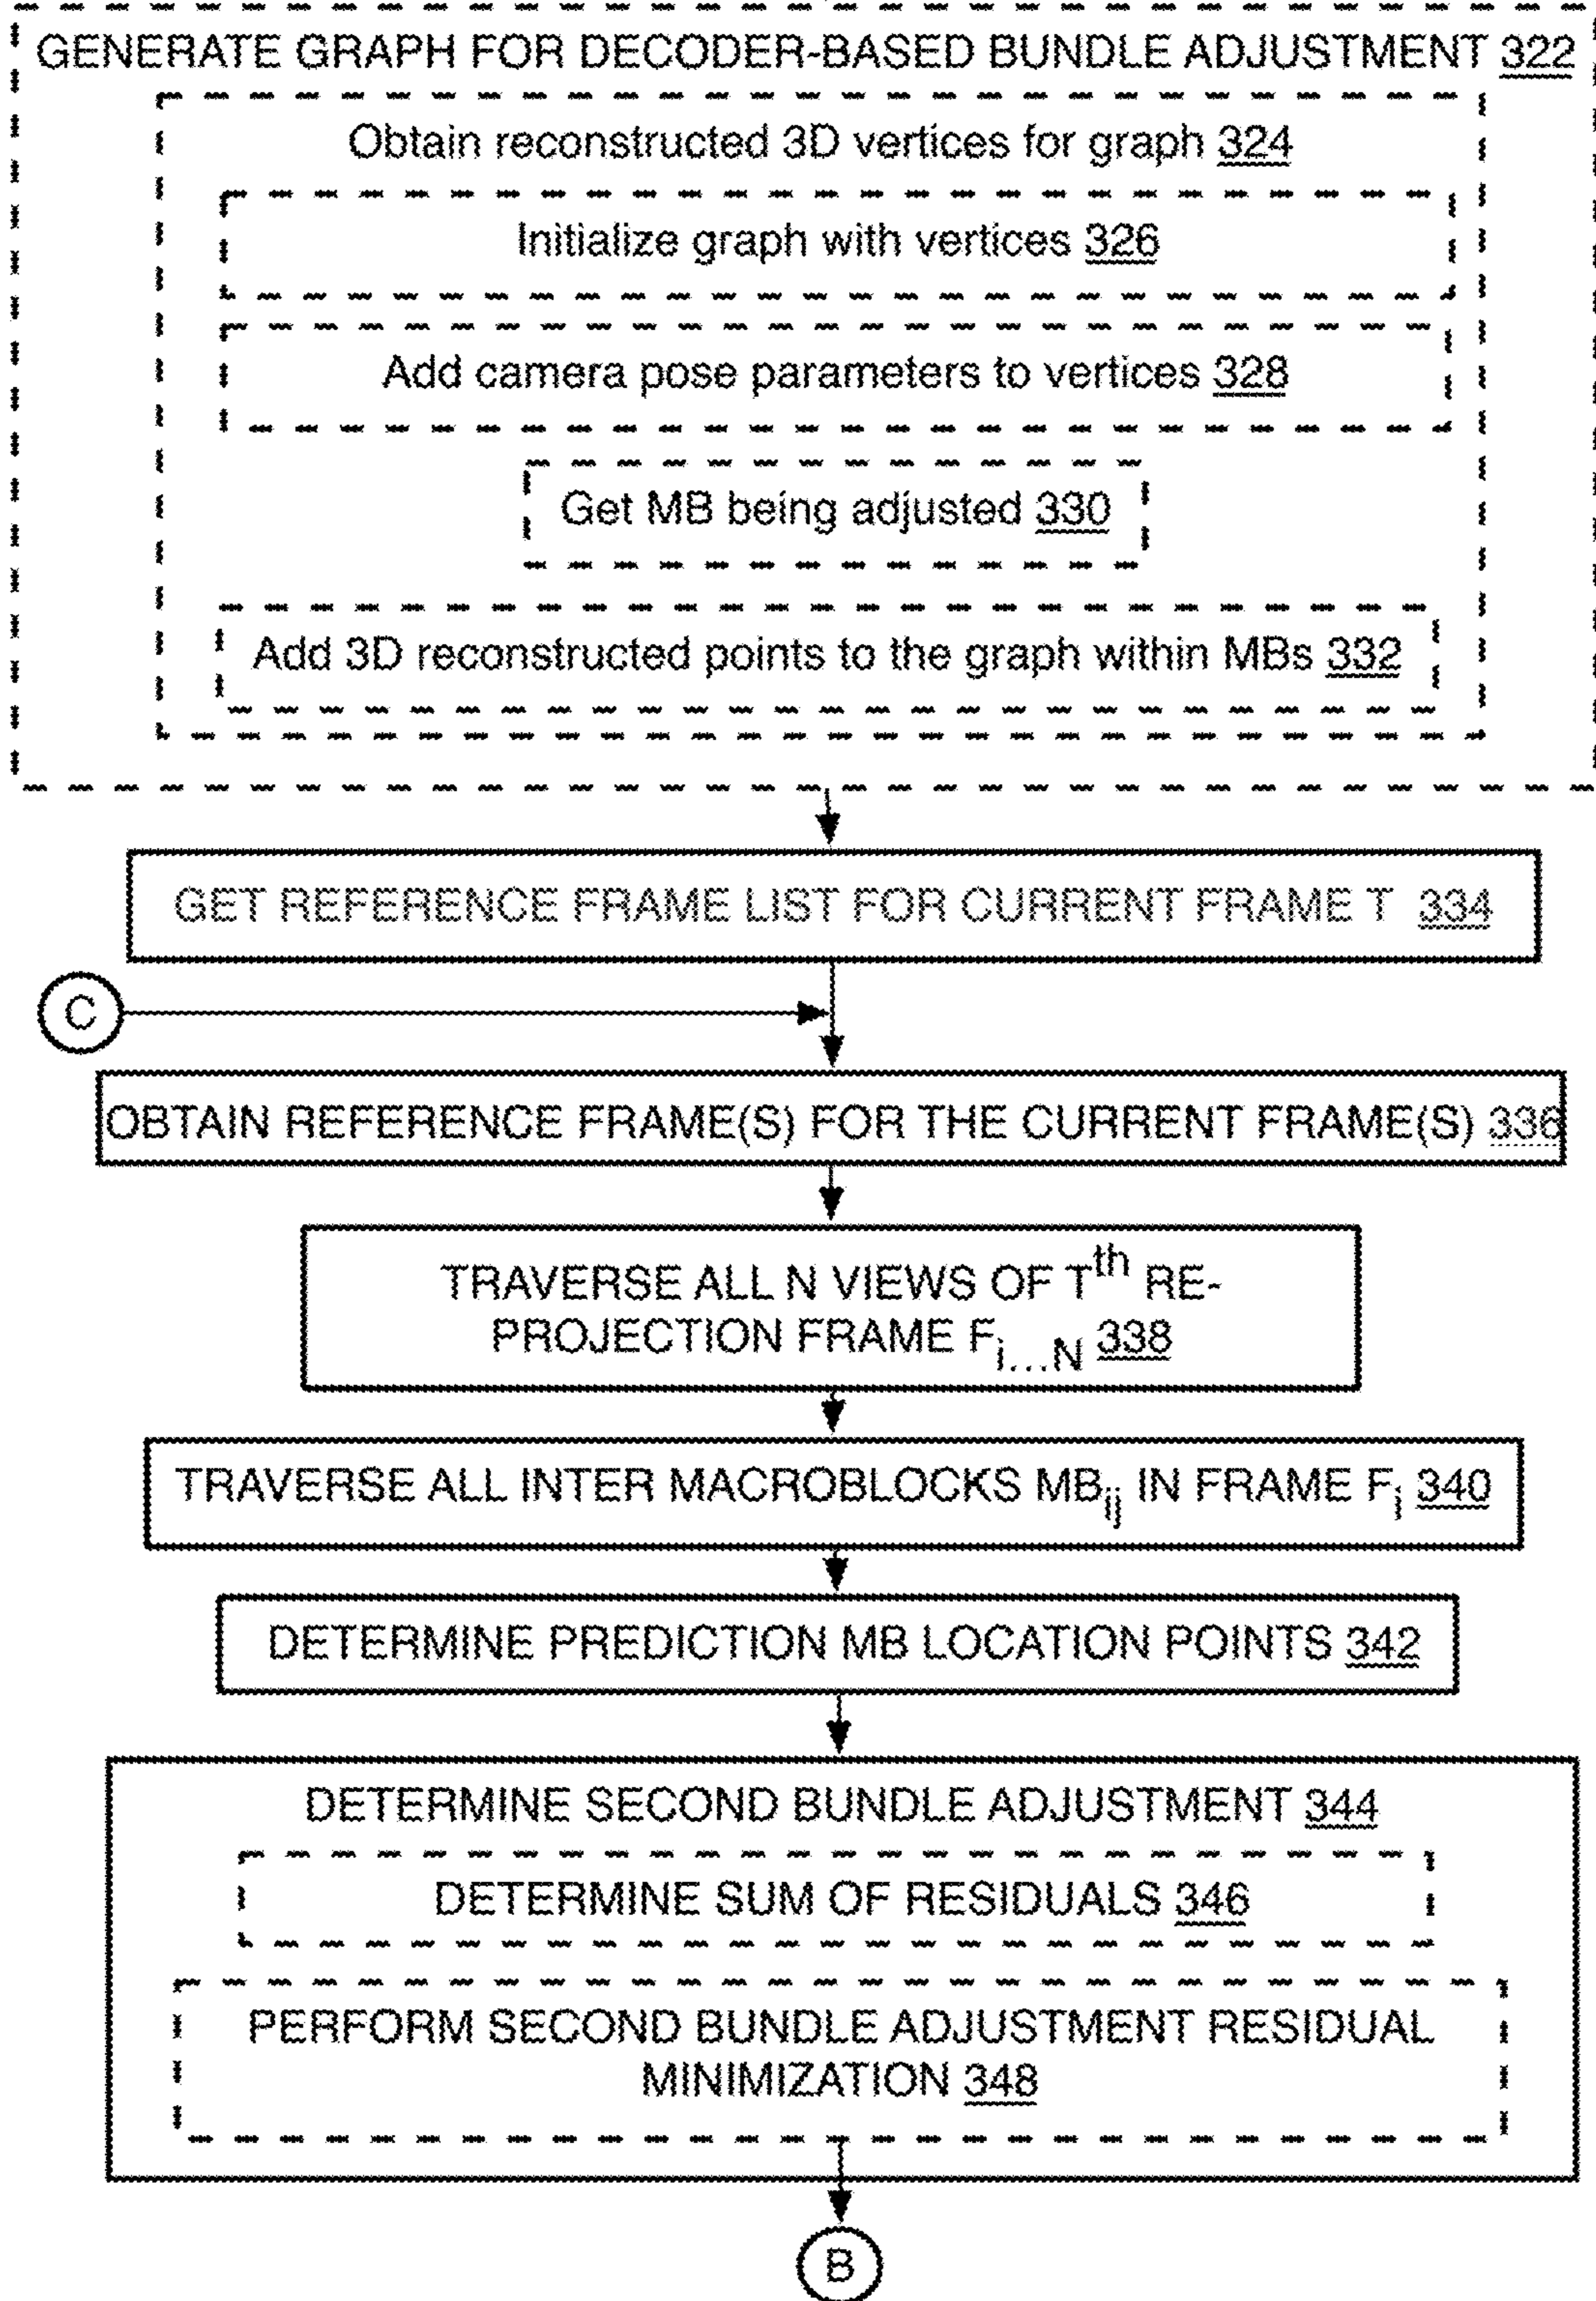 GENERATE GRAPH FOR DECODER-BASED BUNDLE ADJUSTMENT 322
Obtain reconstructed 3D vertices for graph 324
Initialize graph with vertices 326
Add camera pose parameters to vertices 328
Get MB being adjusted 330
Add 3D reconstructed points to the graph within MBs 332
GET REFERENCE FRAME LIST FOR CURRENT FRAME T 334
C
OBTAIN REFERENCE FRAME(S) FOR THE CURRENT FRAME(S) 336
TRAVERSE ALL N VIEWS OF T^th RE-
PROJECTION FRAME F_i...N 338
TRAVERSE ALL INTER MACROBLOCKS MB_ij IN FRAME F_i 340
DETERMINE PREDICTION MB LOCATION POINTS 342
DETERMINE SECOND BUNDLE ADJUSTMENT 344
DETERMINE SUM OF RESIDUALS 346
PERFORM SECOND BUNDLE ADJUSTMENT RESIDUAL
MINIMIZATION 348
B